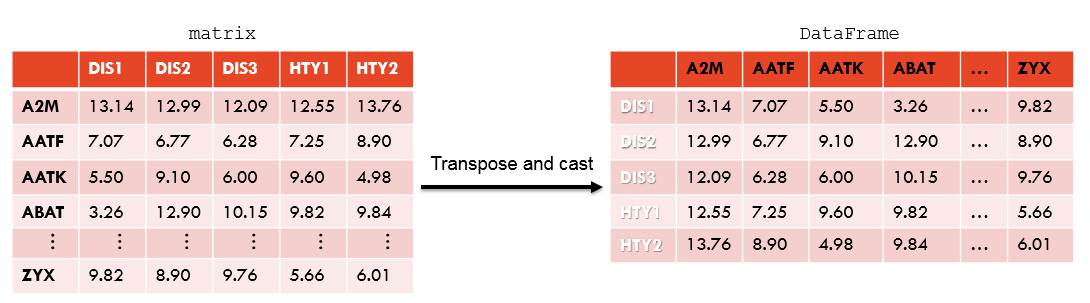 matrix
DIS1 DIS2 DIS3 HTY1 HTY2
A2M 13.14 12.99 12.09 12.55 13.76
AATF 7.07 6.77 6.28 7.25 8.90
AATK 5.50 9.10 6.00 9.60 4.98
ABAT 3.26 12.90 10.15 9.82 9.84
⋮ ⋮ ⋮ ⋮ ⋮ ⋮
ZYX 9.82 8.90 9.76 5.66 6.01
Transpose and cast
DataFrame
A2M AATF AATK ABAT ... ZYX
DIS1 13.14 7.07 5.50 3.26 ... 9.82
DIS2 12.99 6.77 9.10 12.90 ... 8.90
DIS3 12.09 6.28 6.00 10.15 ... 9.76
HTY1 12.55 7.25 9.60 9.82 ... 5.66
HTY2 13.76 8.90 4.98 9.84 ... 6.01